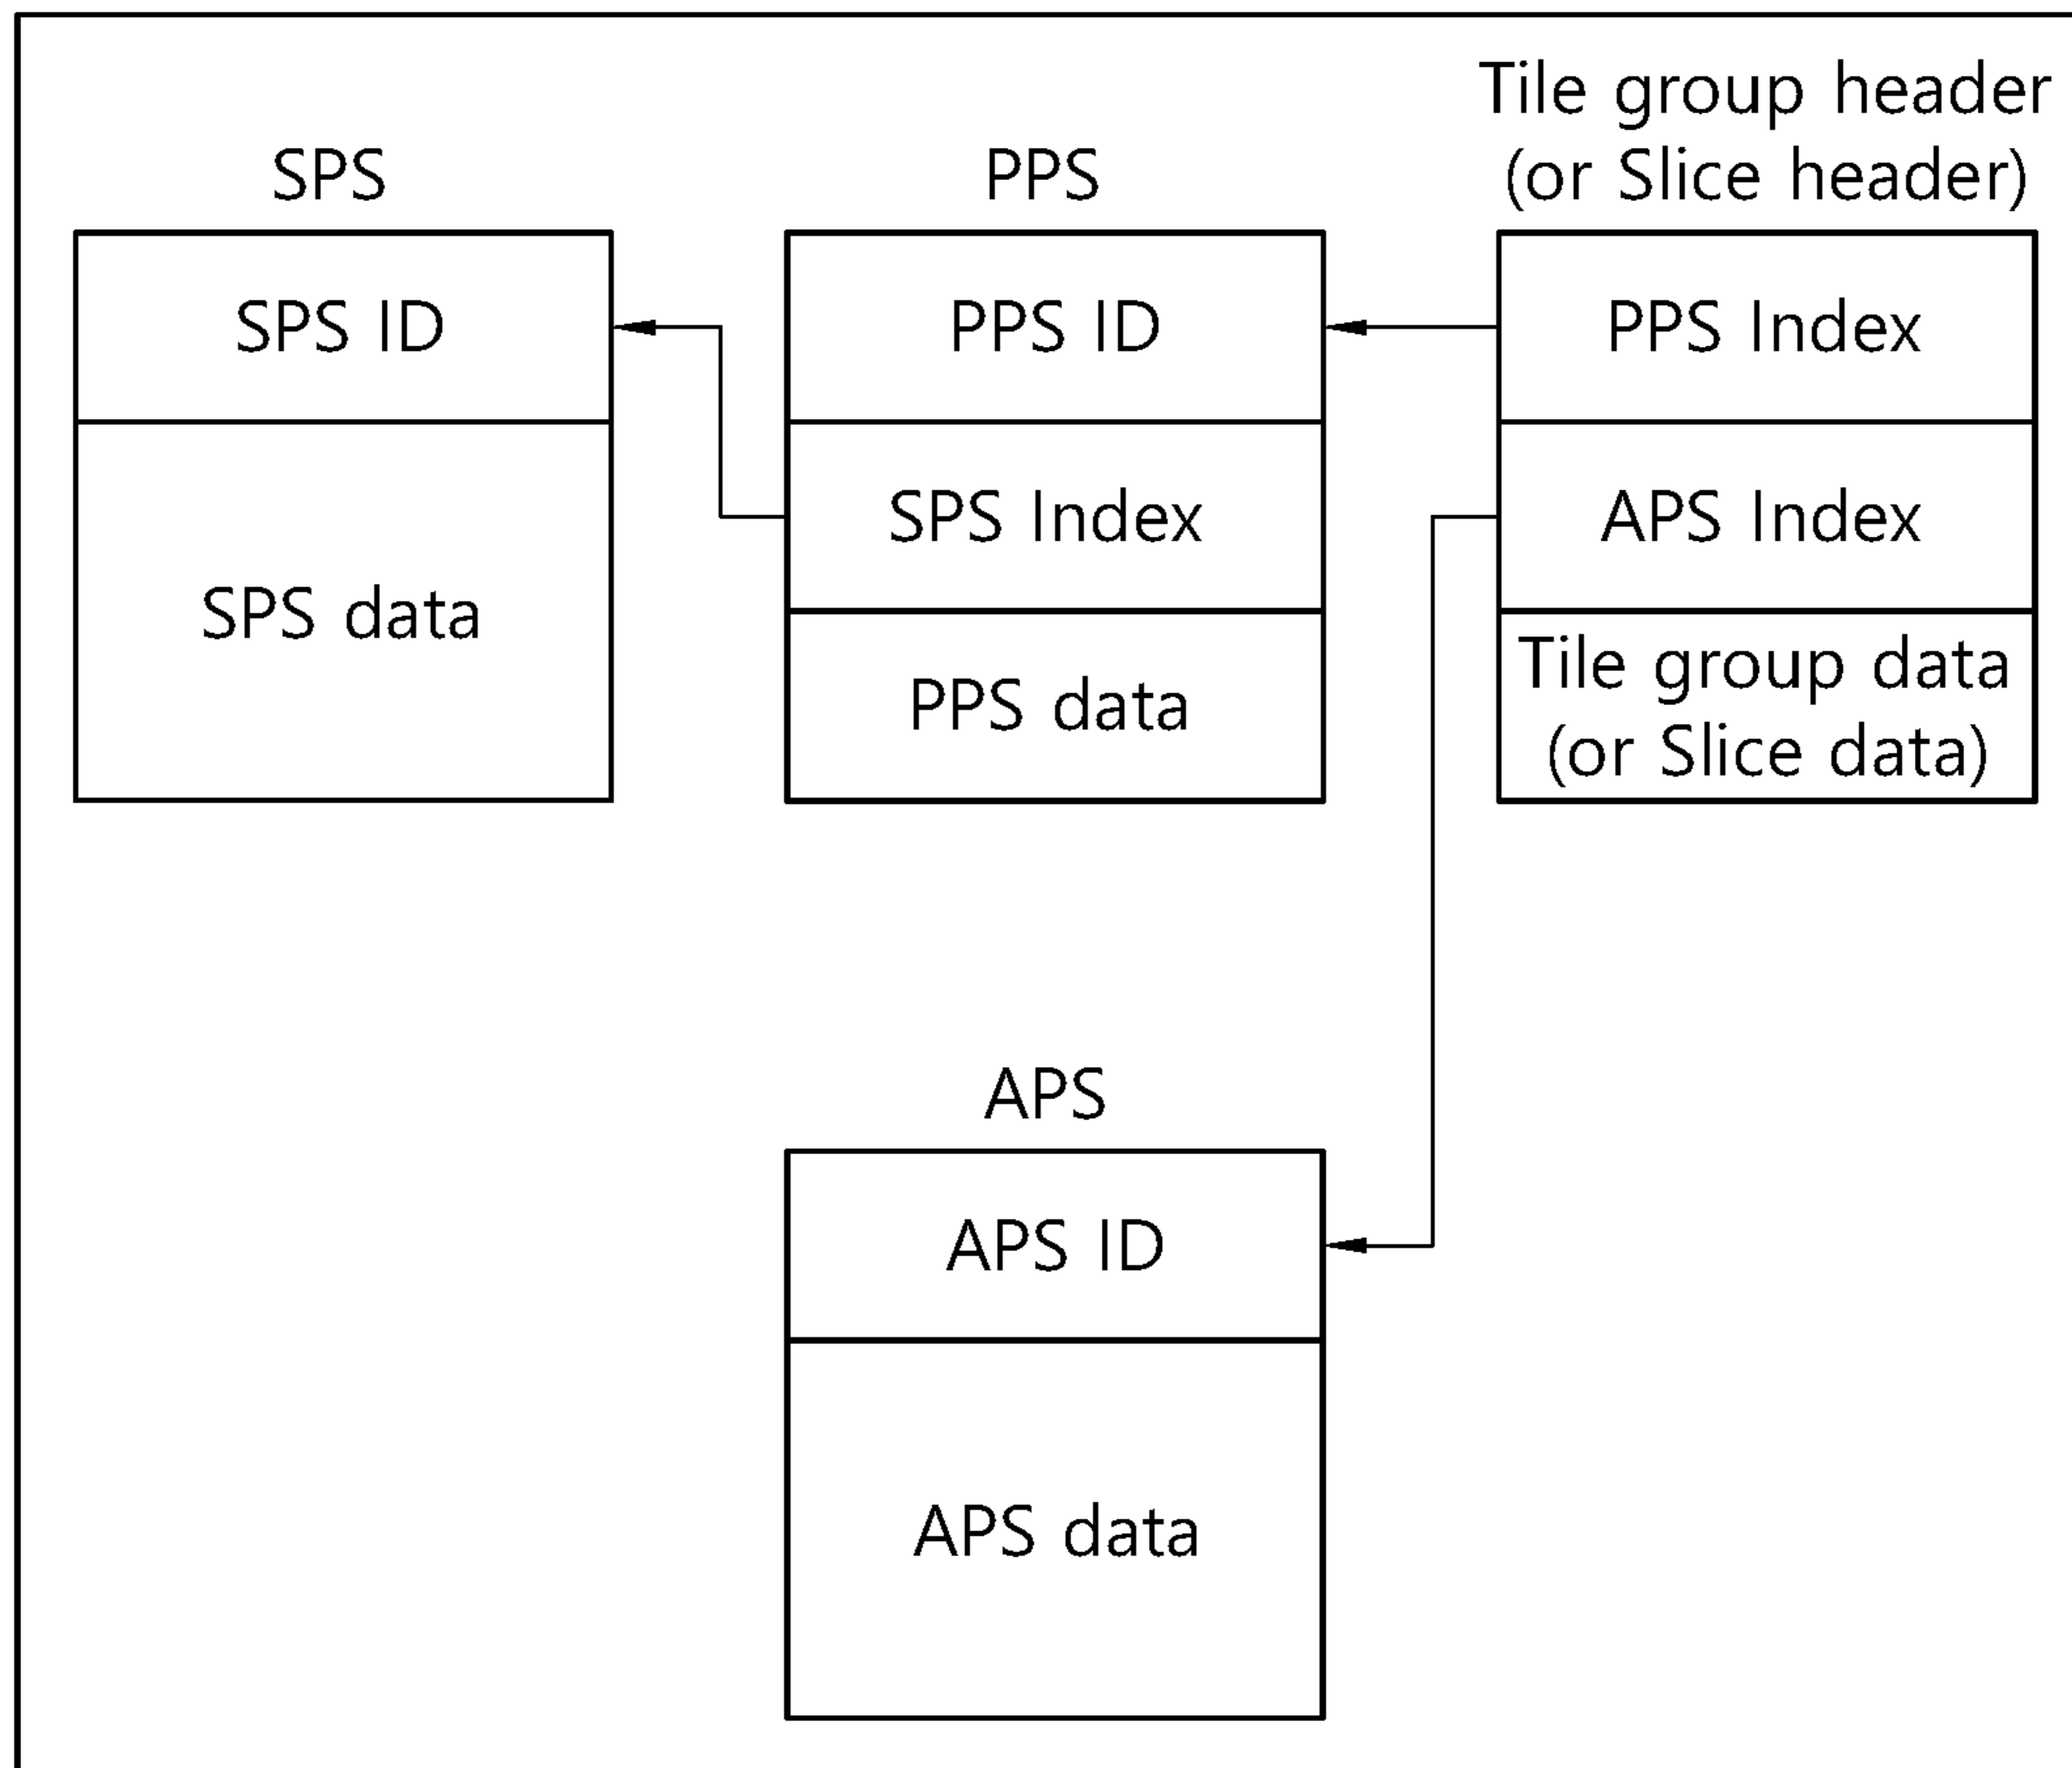 SPS
SPS ID
SPS data
PPS
PPS ID
SPS Index
PPS data
Tile group header
(or Slice header)
PPS Index
APS Index
Tile group data
(or Slice data)
APS
APS ID
APS data